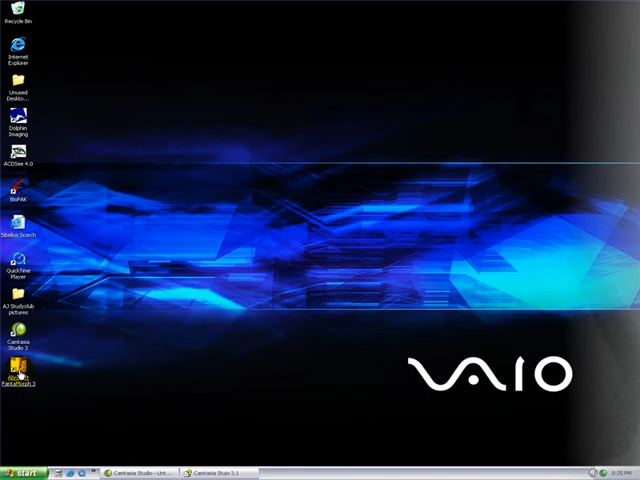 Recycle Bin
Internet
Explorer
Unused
Deskto...
Dolphin
Imaging
ACDSee 4.0
BioPAK
Sibelius Scorch
QuickTime
Player
AJ Studyclub
pictures
Camtasia
Studio 3
FantaMorph 3
VAIO
start
Camtasia Studio - Unt...
Camtasia Stuio 3.1
8:25 PM